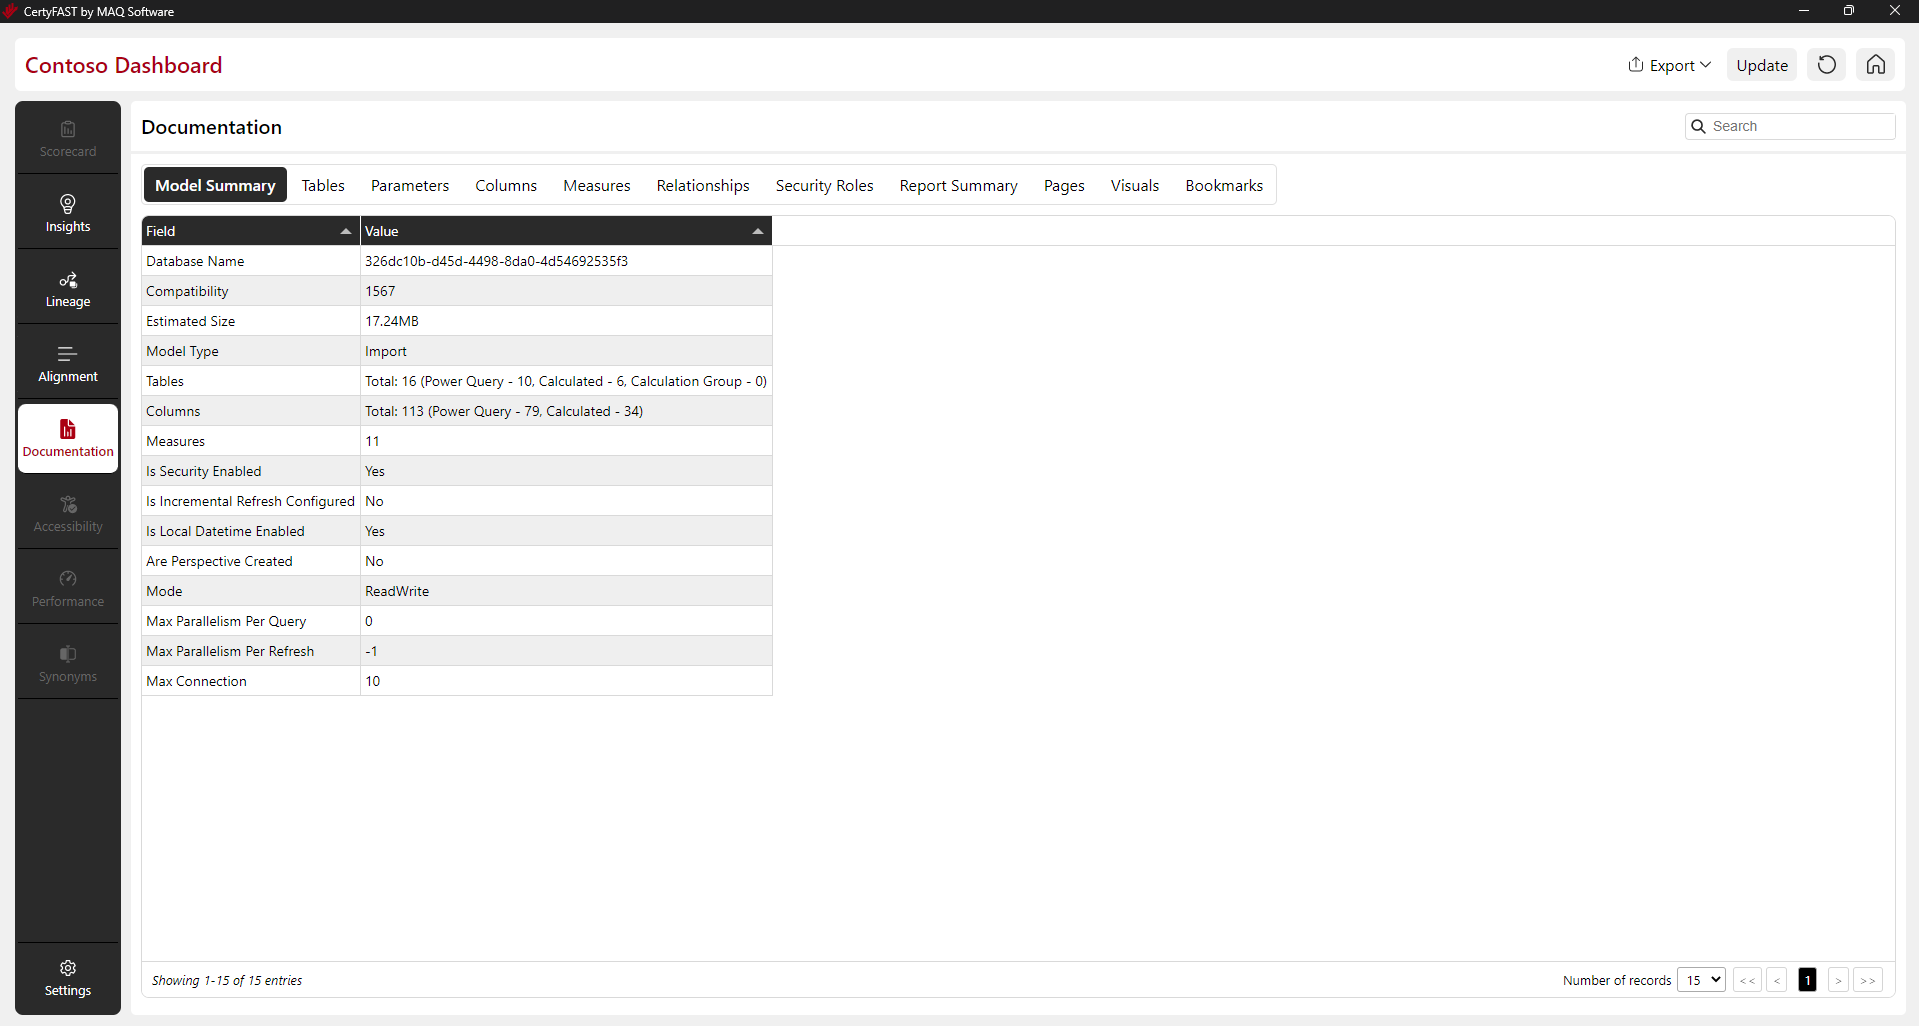 CertyFAST by MAQ Software
Contoso Dashboard
Export
Update
Scorecard
Insights
Lineage
Alignment
Documentation
Accessibility
Performance
Synonyms
Settings
Documentation
Search
Model Summary Tables Parameters Columns Measures Relationships Security Roles Report Summary Pages Visuals Bookmarks
Field Value
Database Name 326dc10b-d45d-4498-8da0-4d54692535f3
Compatibility 1567
Estimated Size 17.24MB
Model Type Import
Tables Total: 16 (Power Query - 10, Calculated - 6, Calculation Group - 0)
Columns Total: 113 (Power Query - 79, Calculated - 34)
Measures 11
Is Security Enabled Yes
Is Incremental Refresh Configured No
Is Local Datetime Enabled Yes
Are Perspective Created No
Mode ReadWrite
Max Parallelism Per Query 0
Max Parallelism Per Refresh -1
Max Connection 10
Showing 1-15 of 15 entries
Number of records 15 << < 1 > >>